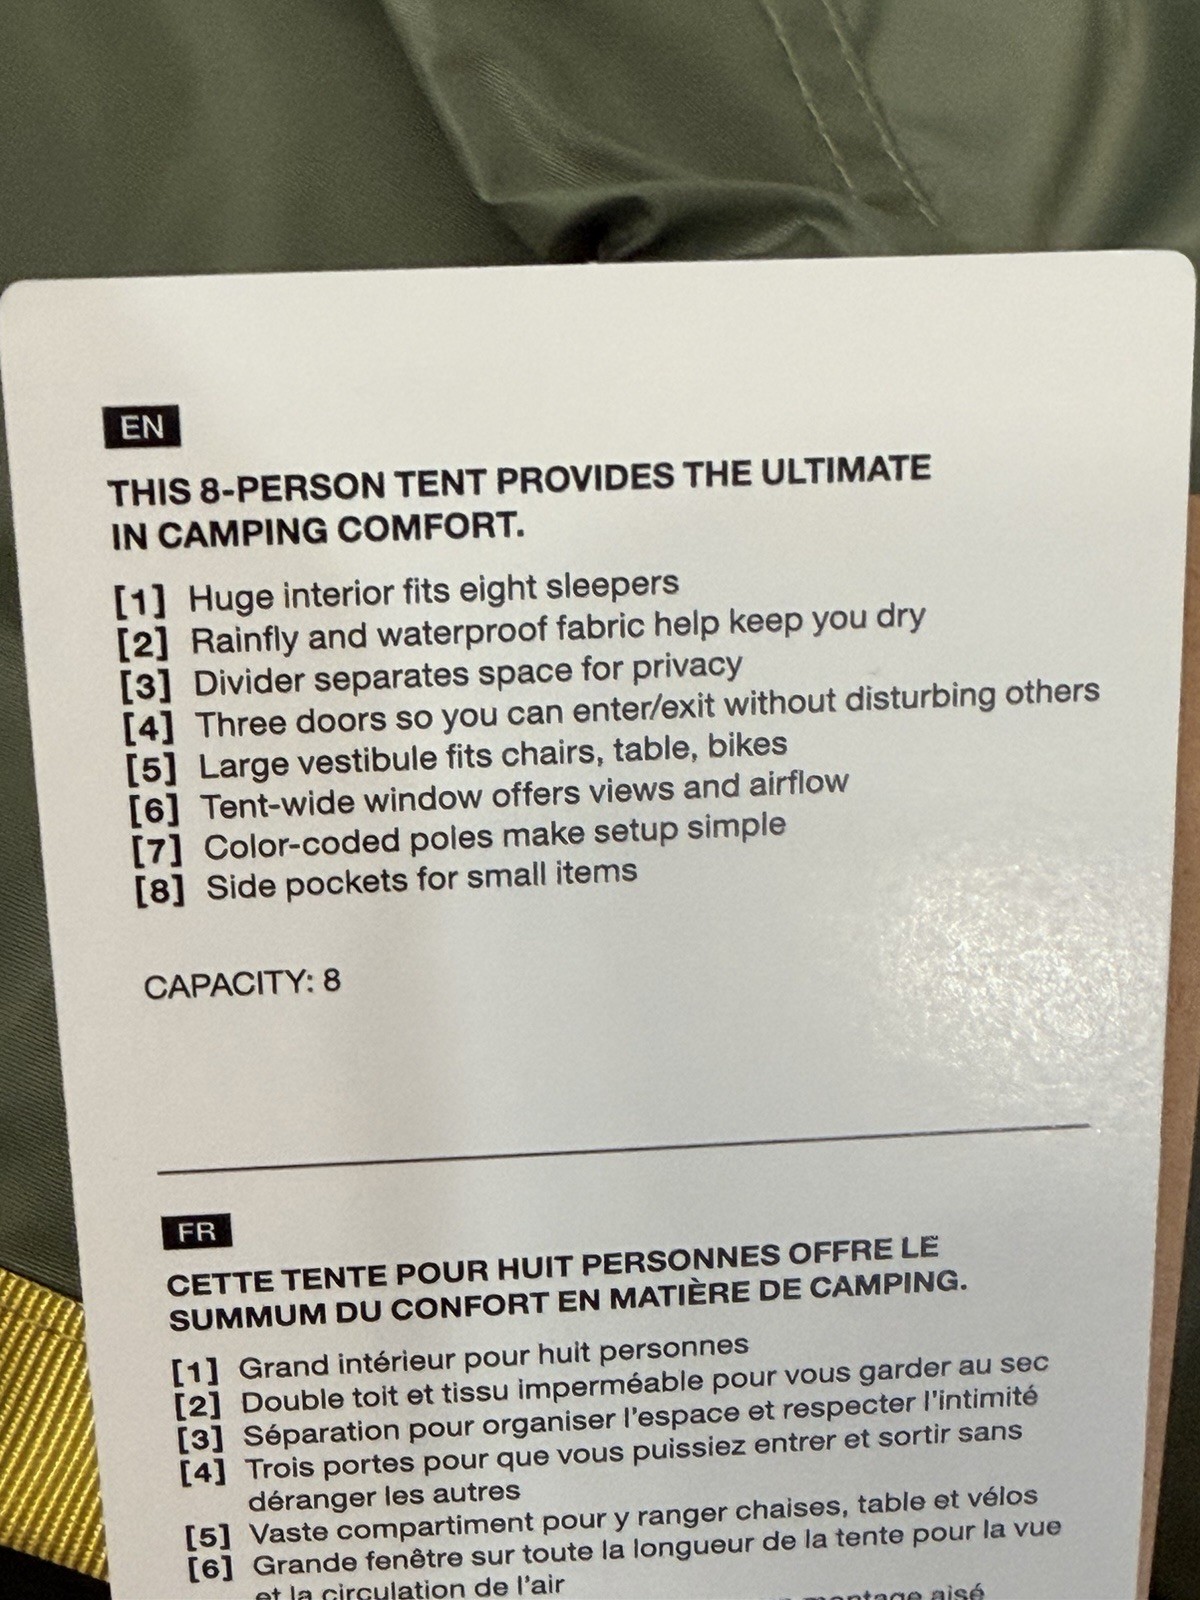 EN
THIS 8-PERSON TENT PROVIDES THE ULTIMATE
IN CAMPING COMFORT.
[1] Huge interior fits eight sleepers
[2] Rainfly and waterproof fabric help keep you dry
[3] Divider separates space for privacy
[4] Three doors so you can enter/exit without disturbing others
[5] Large vestibule fits chairs, table, bikes
[6] Tent-wide window offers views and airflow
[7] Color-coded poles make setup simple
[8] Side pockets for small items
CAPACITY: 8
FR
CETTE TENTE POUR HUIT PERSONNES OFFRE LE
SUMMUM DU CONFORT EN MATIÈRE DE CAMPING.
[1] Grand intérieur pour huit personnes
[2] Double toit et tissu imperméable pour vous garder au sec
[3] Séparation pour organiser l'espace et respecter l'intimité
[4] Trois portes pour que vous puissiez entrer et sortir sans
déranger les autres
[5] Vaste compartiment pour y ranger chaises, table et vélos
[6] Grande fenêtre sur toute la longueur de la tente pour la vue
et la circulation de l'air
montage aisé